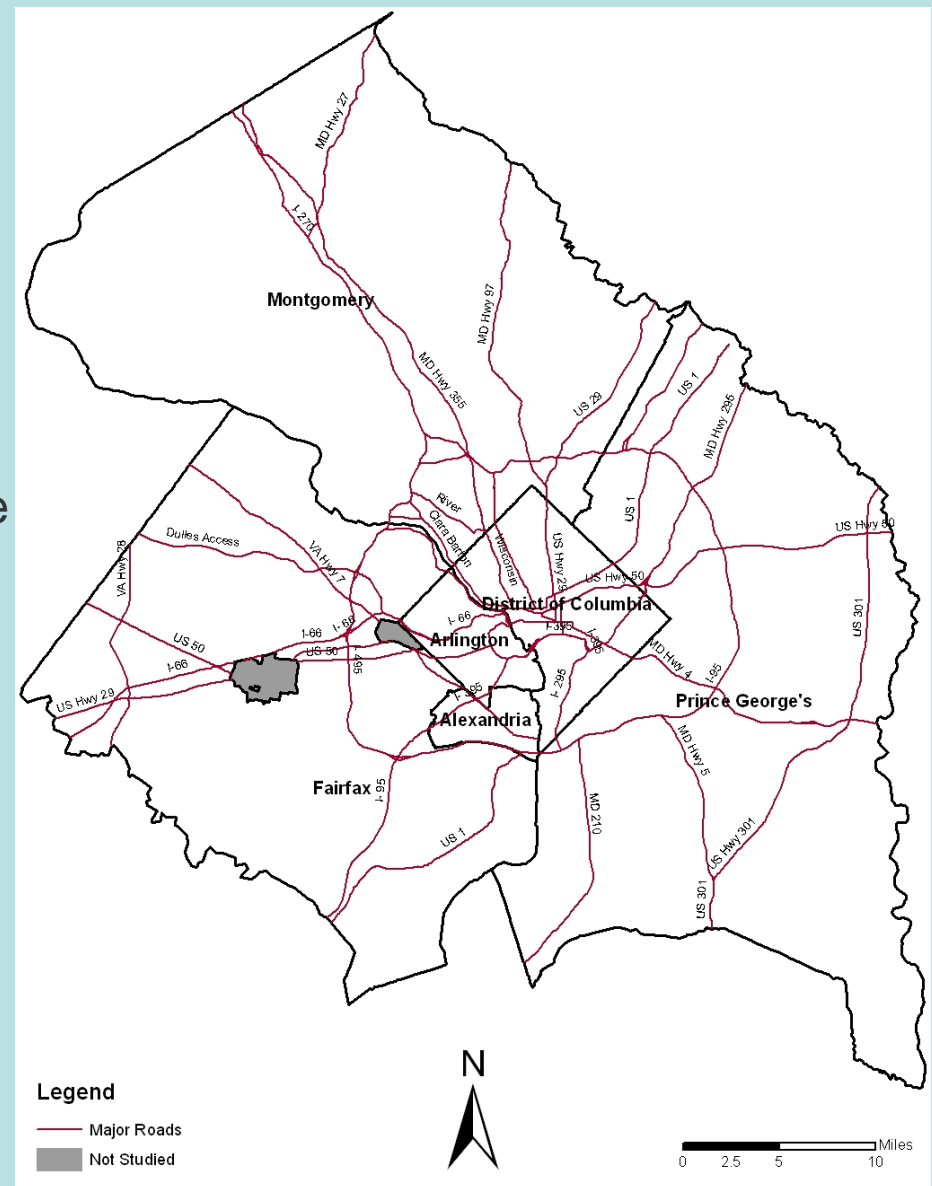 MD Hwy 27
I- 270
Montgomery
MD Hwy 97
MD Hwy 355
US 29
US 1
MD Hwy 295
e
River
Clara Barton
Wisconsin
US Hwy 29
US 1
US Hwy 50
US Hwy 50
Dulles Access
VA Hwy 7
VA Hwy 28
District of Columbia
US 301
I- 66
I- 66
I-66
Arlington
I-395
I-395
MD Hwy 4
US 50
US 50
I-66
I-495
US Hwy 29
I- 395
I- 295
I-95
Prince George's
Alexandria
MD Hwy 5
Fairfax
I- 95
US 1
MD 210
US Hwy 301
US 301
N
Legend
Major Roads
Not Studied
Miles
0 2.5 5 10